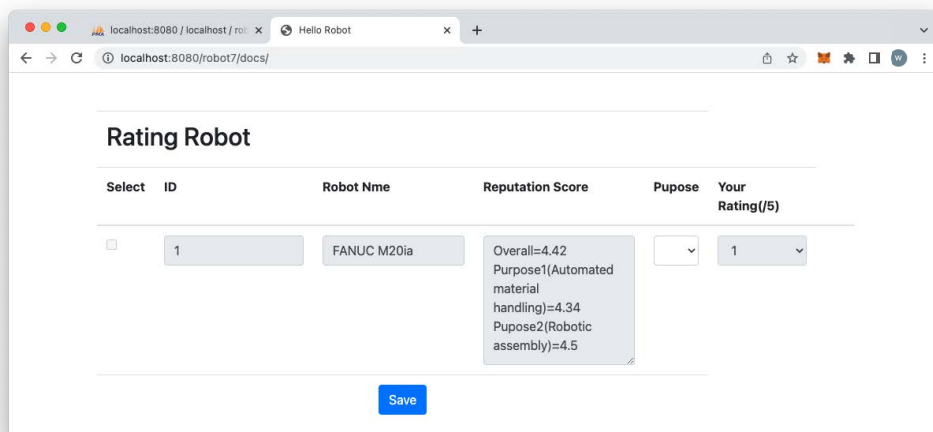 localhost:8080 / localhost / rob
Hello Robot
localhost:8080/robot7/docs/
W
Rating Robot
Select ID Robot Nme Reputation Score Pupose Your
Rating(/5)
1 FANUC M20ia Overall=4.42 1
Purpose1(Automated
material
handling)=4.34
Pupose2(Robotic
assembly)=4.5
Save